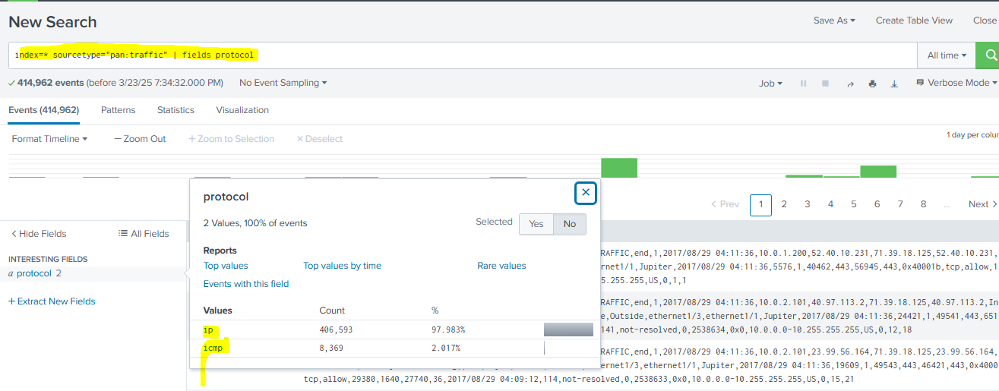 New Search
Save As Create Table View Close
index=* sourcetype="pan:traffic" | fields protocol
All time
414,962 events (before 3/23/25 7:34:32.000 PM) No Event Sampling
Job Verbose Mode
Events (414,962) Patterns Statistics Visualization
Format Timeline — Zoom Out + Zoom to Selection × Deselect
1 day per
protocol
2 Values, 100% of events
Selected Yes No
Reports
Top values Top values by time Rare values
Events with this field
Values Count %
ip 406,593 97.983%
icmp 8,369 2.017%
< Prev 1 2 3 4 5 6 7 8 ... Next >
< Hide Fields All Fields
INTERESTING FIELDS
a protocol 2
+ Extract New Fields
RAFFIC,end,1,2017/08/29 04:11:36,10.0.1.200,52.40.10.231,71.39.18.125,52.40.10.231,
rnet1/1,Jupiter,2017/08/29 04:11:36,5576,1,40462,443,56945,443,0x40001b,tcp,allow,1
5.255.255,US,0,1,1
RAFFIC,end,1,2017/08/29 04:11:36,10.0.2.101,40.97.113.2,71.39.18.125,40.97.113.2,In
e,Outside,ethernet1/3,ethernet1/1,Jupiter,2017/08/29 04:11:36,24421,1,49541,443,651
141,not-resolved,0,2538634,0x0,10.0.0.0-10.255.255.255,US,0,12,18
RAFFIC,end,1,2017/08/29 04:11:36,10.0.2.101,23.99.56.164,71.39.18.125,23.99.56.164,
ernet1/3,ethernet1/1,Jupiter,2017/08/29 04:11:36,19609,1,49543,443,46421,443,0x4000
tcp,allow,29380,1640,27740,36,2017/08/29 04:09:12,114,not-resolved,0,2538633,0x0,10.0.0.0-10.255.255.255,US,0,15,21